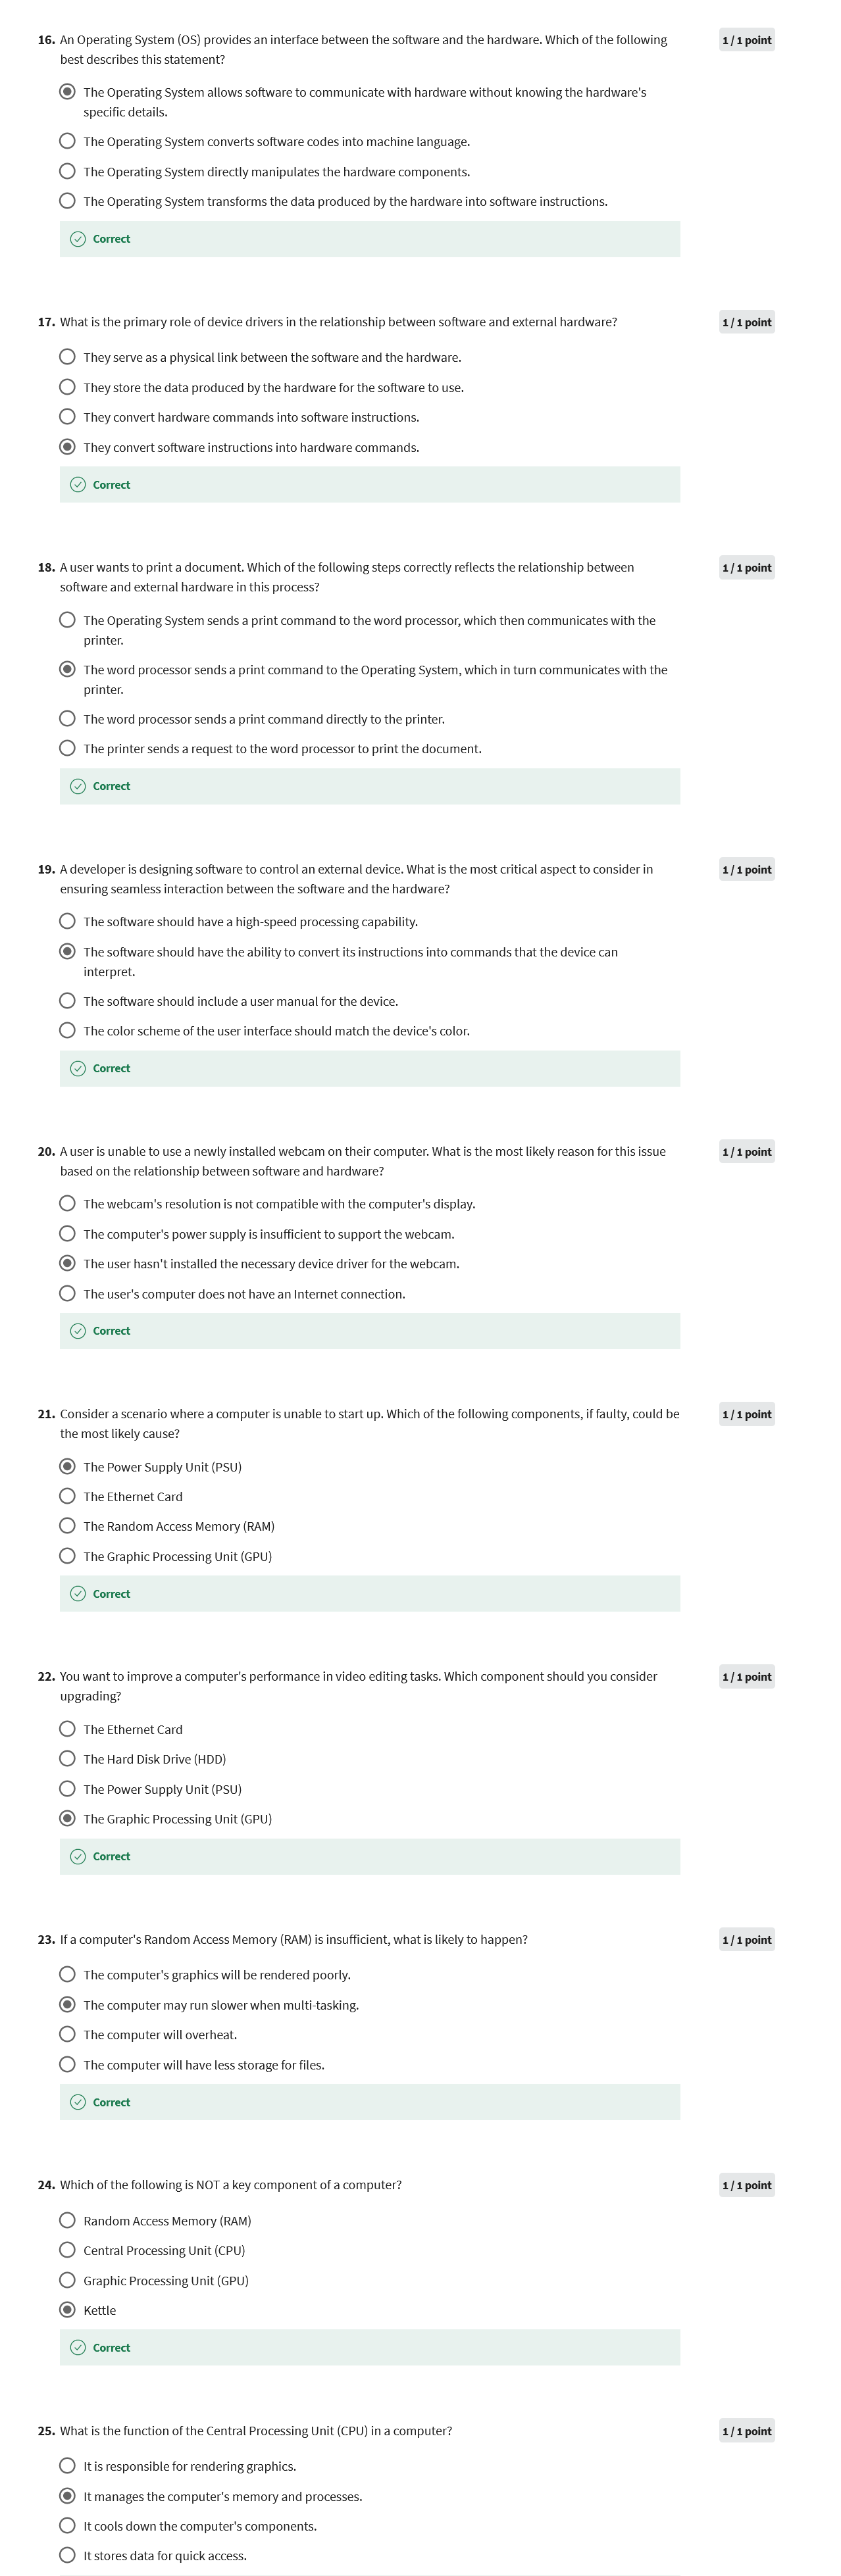 16. An Operating System (OS) provides an interface between the software and the hardware. Which of the following 1 / 1 point
best describes this statement?
The Operating System allows software to communicate with hardware without knowing the hardware's
specific details.
The Operating System converts software codes into machine language.
The Operating System directly manipulates the hardware components.
The Operating System transforms the data produced by the hardware into software instructions.
Correct
17. What is the primary role of device drivers in the relationship between software and external hardware? 1 / 1 point
They serve as a physical link between the software and the hardware.
They store the data produced by the hardware for the software to use.
They convert hardware commands into software instructions.
They convert software instructions into hardware commands.
Correct
18. A user wants to print a document. Which of the following steps correctly reflects the relationship between 1 / 1 point
software and external hardware in this process?
The Operating System sends a print command to the word processor, which then communicates with the
printer.
The word processor sends a print command to the Operating System, which in turn communicates with the
printer.
The word processor sends a print command directly to the printer.
The printer sends a request to the word processor to print the document.
Correct
19. A developer is designing software to control an external device. What is the most critical aspect to consider in 1 / 1 point
ensuring seamless interaction between the software and the hardware?
The software should have a high-speed processing capability.
The software should have the ability to convert its instructions into commands that the device can
interpret.
The software should include a user manual for the device.
The color scheme of the user interface should match the device's color.
Correct
20. A user is unable to use a newly installed webcam on their computer. What is the most likely reason for this issue 1 / 1 point
based on the relationship between software and hardware?
The webcam's resolution is not compatible with the computer's display.
The computer's power supply is insufficient to support the webcam.
The user hasn't installed the necessary device driver for the webcam.
The user's computer does not have an Internet connection.
Correct
21. Consider a scenario where a computer is unable to start up. Which of the following components, if faulty, could be 1 / 1 point
the most likely cause?
The Power Supply Unit (PSU)
The Ethernet Card
The Random Access Memory (RAM)
The Graphic Processing Unit (GPU)
Correct
22. You want to improve a computer's performance in video editing tasks. Which component should you consider 1 / 1 point
upgrading?
The Ethernet Card
The Hard Disk Drive (HDD)
The Power Supply Unit (PSU)
The Graphic Processing Unit (GPU)
Correct
23. If a computer's Random Access Memory (RAM) is insufficient, what is likely to happen? 1 / 1 point
The computer's graphics will be rendered poorly.
The computer may run slower when multi-tasking.
The computer will overheat.
The computer will have less storage for files.
Correct
24. Which of the following is NOT a key component of a computer? 1 / 1 point
Random Access Memory (RAM)
Central Processing Unit (CPU)
Graphic Processing Unit (GPU)
Kettle
Correct
25. What is the function of the Central Processing Unit (CPU) in a computer? 1 / 1 point
It is responsible for rendering graphics.
It manages the computer's memory and processes.
It cools down the computer's components.
It stores data for quick access.